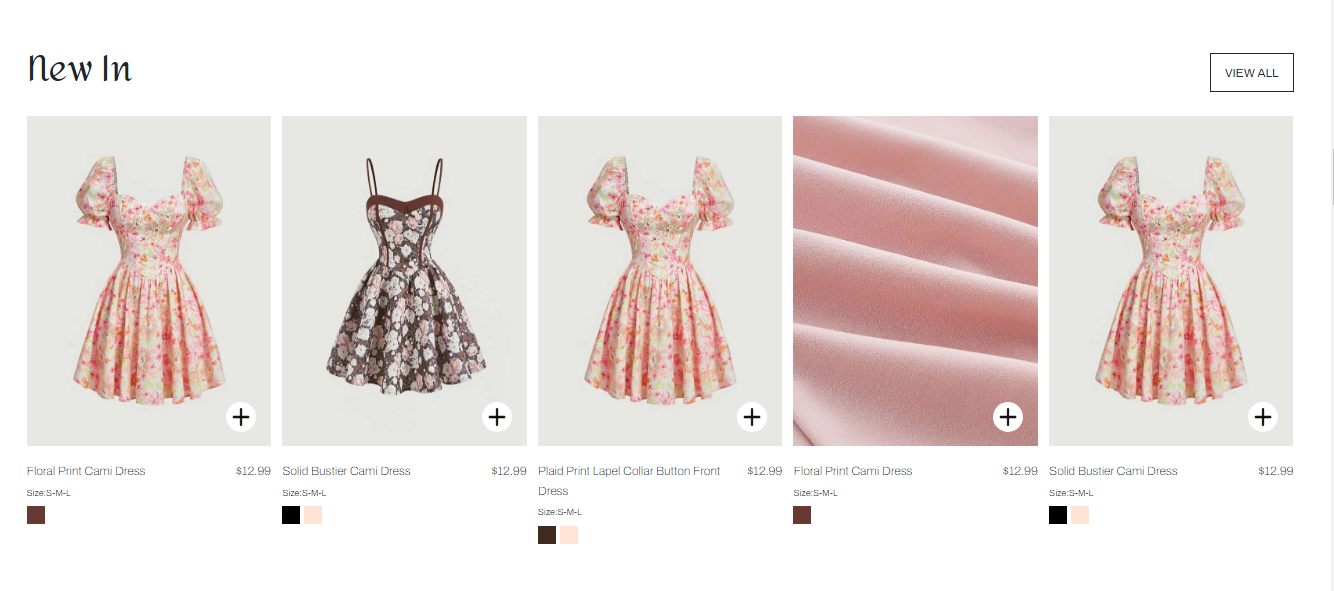 New In
VIEW ALL
Floral Print Cami Dress $12.99
Size:S-M-L
Solid Bustier Cami Dress $12.99
Size:S-M-L
Plaid Print Lapel Collar Button Front $12.99
Dress
Size:S-M-L
Floral Print Cami Dress $12.99
Size:S-M-L
Solid Bustier Cami Dress $12.99
Size:S-M-L